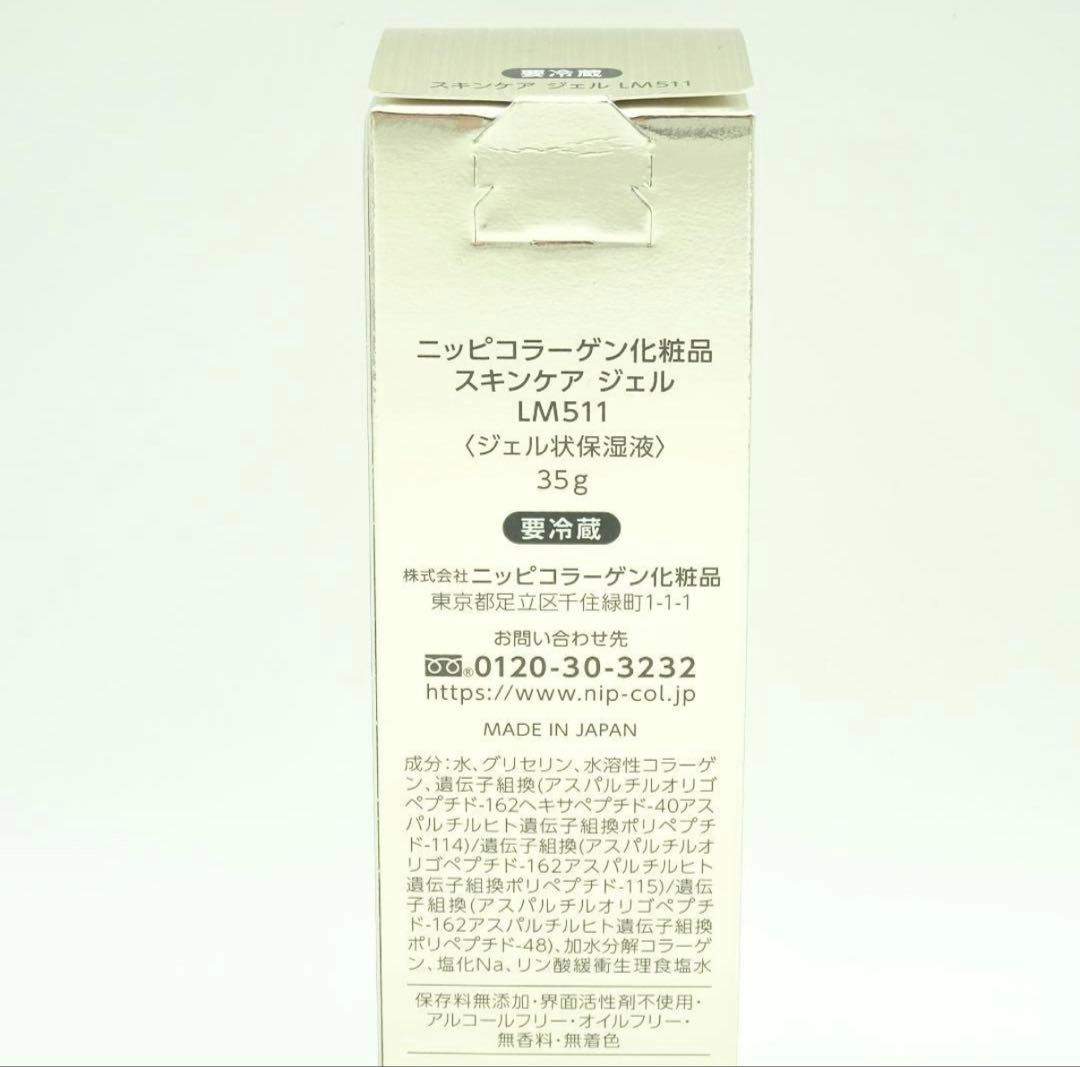 要冷蔵
スキンケア ジェル LM511
ニッピコラーゲン化粧品
スキンケア ジェル
LM511
〈ジェル状保湿液〉
35g
要冷蔵
株式会社ニッピコラーゲン化粧品
東京都足立区千住緑町1-1-1
お問い合わせ先
®0120-30-3232
https://www.nip-col.jp
MADE IN JAPAN
成分:水、グリセリン、水溶性コラーゲ
ン、遺伝子組換(アスパルチルオリゴ
ペプチド-162ヘキサペプチド-40アス
パルチルヒト遺伝子組換ポリペプチ
ド-114)/遺伝子組換(アスパルチルオ
リゴペプチド-162アスパルチルヒト
遺伝子組換ポリペプチド-115)/遺伝
子組換(アスパルチルオリゴペプチ
ド-162アスパルチルヒト遺伝子組換
ポリペプチド-48)、加水分解コラーゲ
ン、塩化Na、リン酸緩衝生理食塩水
保存料無添加・界面活性剤不使用・
アルコールフリー・オイルフリー・
無香料・無着色